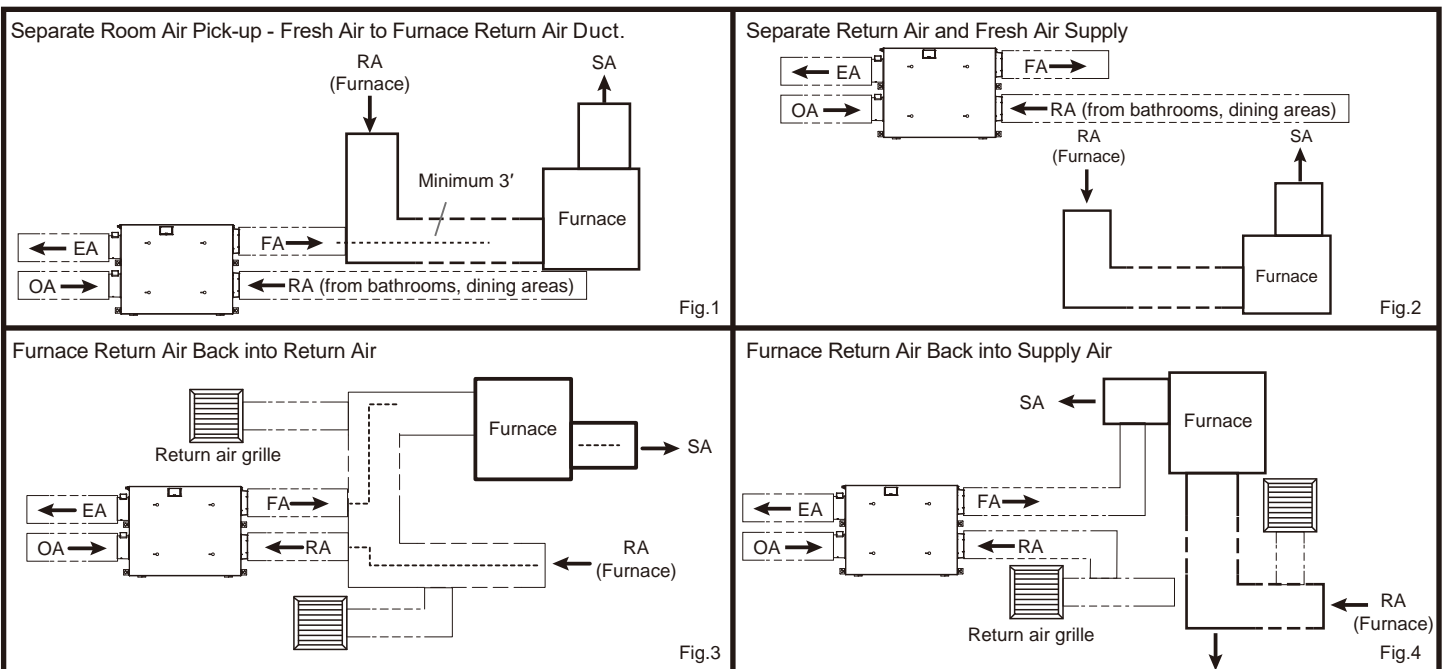 Separate Room Air Pick-up - Fresh Air to Furnace Return Air Duct.
RA
(Furnace)
SA
Minimum 3′
Furnace
EA
FA
OA
RA (from bathrooms, dining areas)
Fig.1
Separate Return Air and Fresh Air Supply
EA
FA
OA
RA (from bathrooms, dining areas)
RA
(Furnace)
SA
Furnace
Fig.2
Furnace Return Air Back into Return Air
Return air grille
Furnace
SA
EA
FA
OA
RA
RA
(Furnace)
Fig.3
Furnace Return Air Back into Supply Air
SA
Furnace
EA
FA
OA
RA
Return air grille
RA
(Furnace)
Fig.4